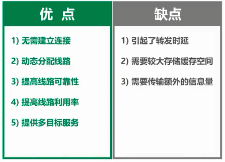 优 点
1) 无需建立连接
2) 动态分配线路
3) 提高线路可靠性
4) 提高线路利用率
5) 提供多目标服务
缺点
1) 引起了转发时延
2) 需要较大存储缓存空间
3) 需要传输额外的信息量